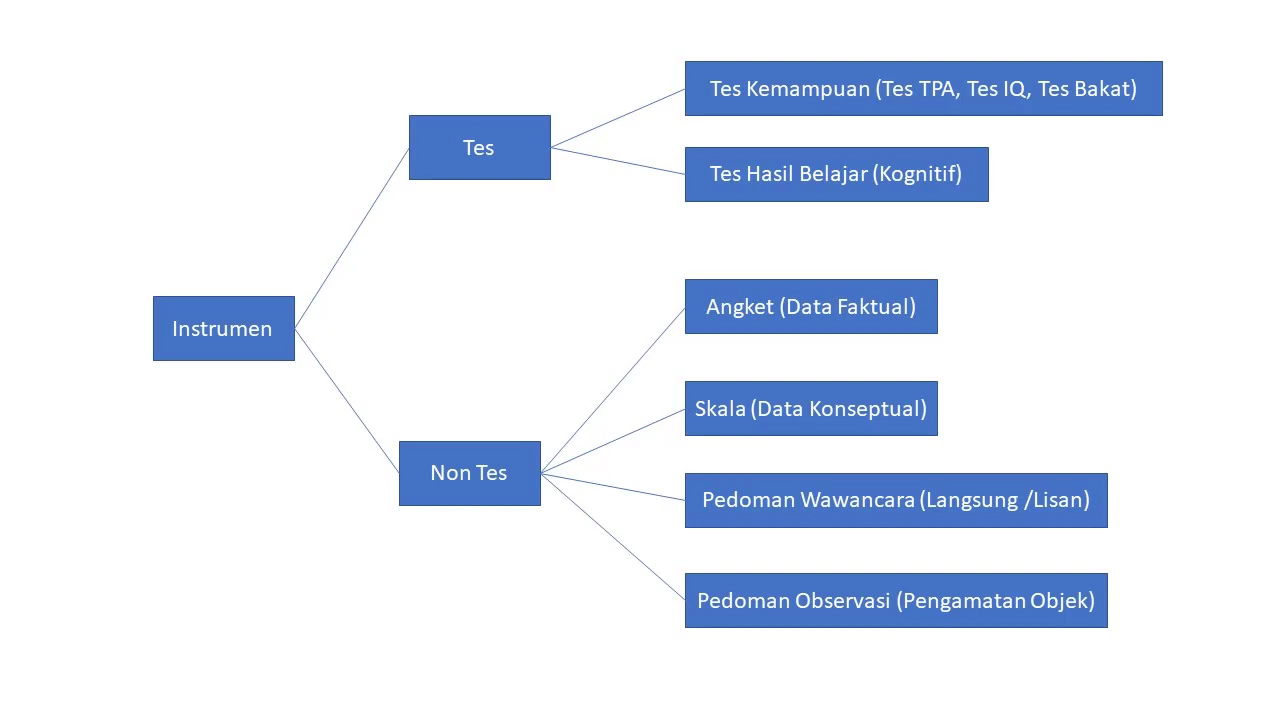 Instrumen
Tes
Tes Kemampuan (Tes TPA, Tes IQ, Tes Bakat)
Tes Hasil Belajar (Kognitif)
Non Tes
Angket (Data Faktual)
Skala (Data Konseptual)
Pedoman Wawancara (Langsung /Lisan)
Pedoman Observasi (Pengamatan Objek)